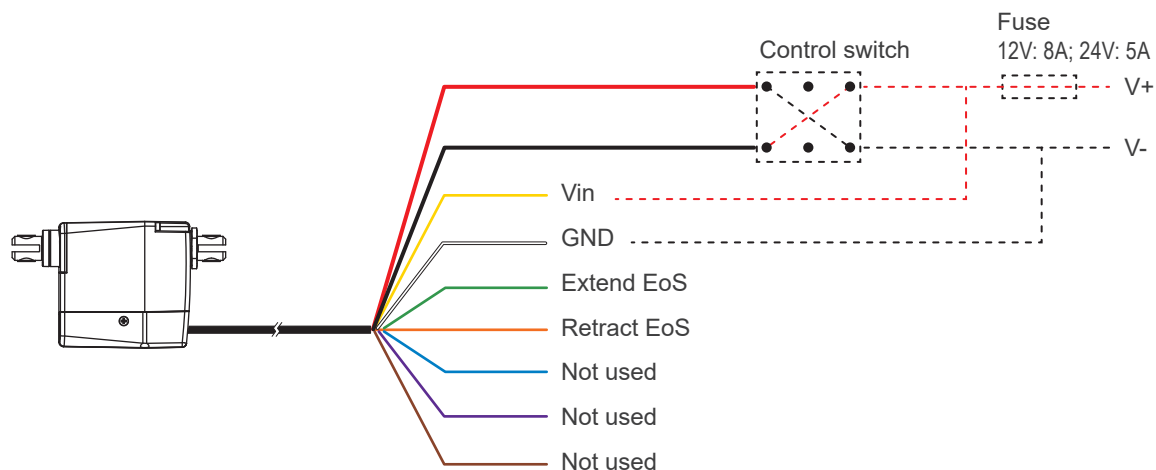 Fuse
12V: 8A; 24V: 5A
Control switch
V+
V-
Vin
GND
Extend EoS
Retract EoS
Not used
Not used
Not used